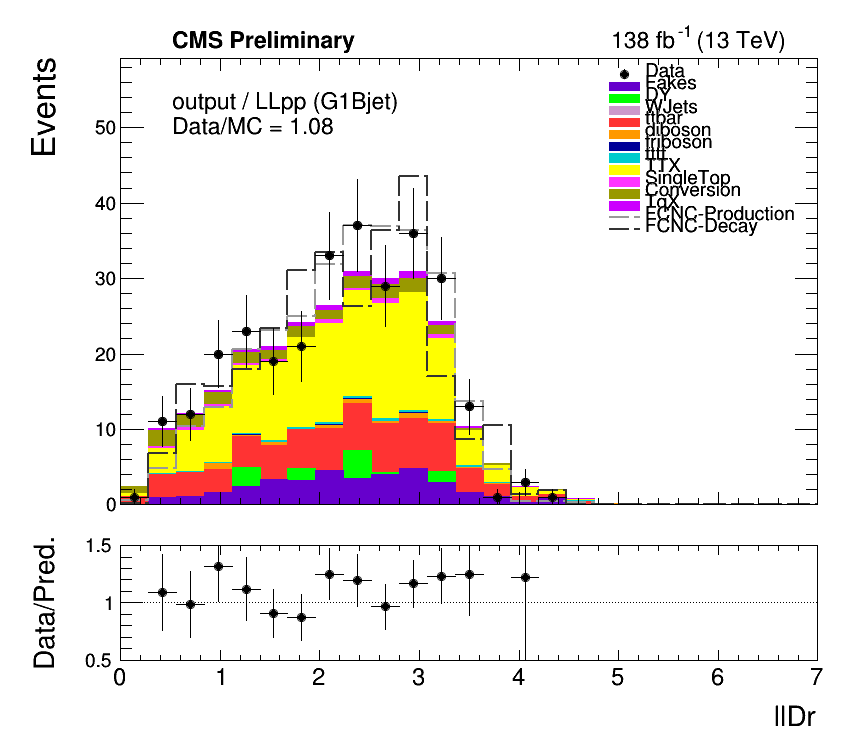 CMS Preliminary
138 fb-1 (13 TeV)
Events
output / LLpp (G1Bjet)
Data/MC = 1.08
Data
Fakes
DY
WJets
ttbar
diboson
triboson
tttt
TTX
SingleTop
Conversion
TqX
FCNC-Production
FCNC-Decay
50
40
30
20
10
0
Data/Pred.
1.5
1
0.5
0 1 2 3 4 5 6 7
llDr